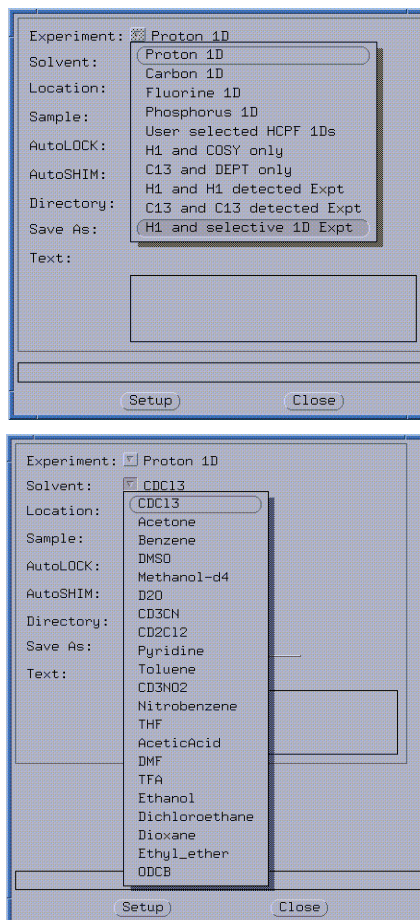 Experiment: Proton 1D
Proton 1D
Solvent:
Carbon 1D
Location:
Fluorine 1D
Sample:
Phosphorus 1D
User selected HCPF 1Ds
AutoLOCK:
H1 and COSY only
C13 and DEPT only
AutoSHIM:
H1 and H1 detected Expt
Directory:
C13 and C13 detected Expt
Save As:
H1 and selective 1D Expt
Text:
Setup Close
Experiment: Proton 1D
Solvent: CDCl3
CDCl3
Location:
Acetone
Sample:
Benzene
DMSO
AutoLOCK:
Methanol-d4
AutoSHIM:
D2O
Directory:
CD3CN
CD2Cl2
Save As:
Pyridine
Toluene
Text:
CD3NO2
Nitrobenzene
THF
AceticAcid
DMF
TFA
Ethanol
Dichloroethane
Dioxane
Ethyl_ether
ODCB
Setup Close